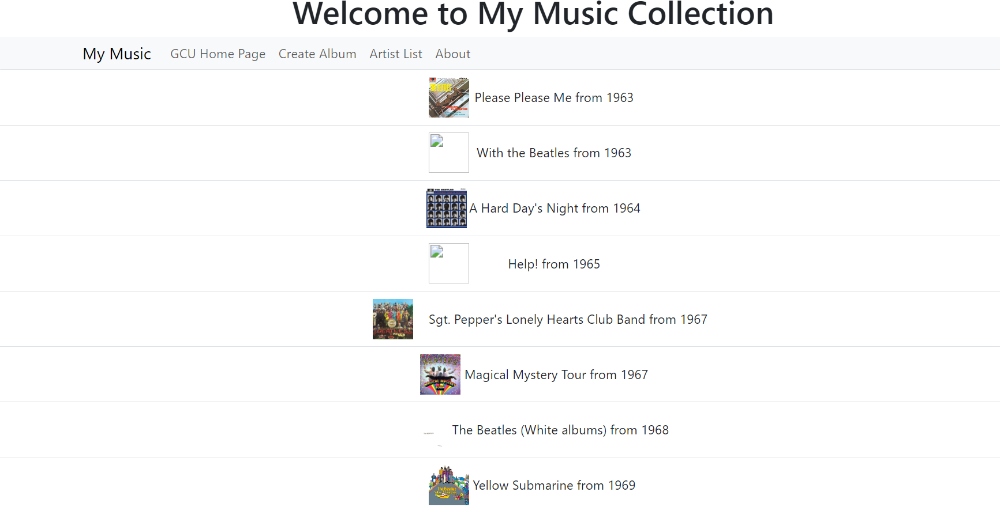 Welcome to My Music Collection
My Music GCU Home Page Create Album Artist List About
Please Please Me from 1963
With the Beatles from 1963
A Hard Day's Night from 1964
Help! from 1965
Sgt. Pepper's Lonely Hearts Club Band from 1967
Magical Mystery Tour from 1967
The Beatles (White albums) from 1968
Yellow Submarine from 1969